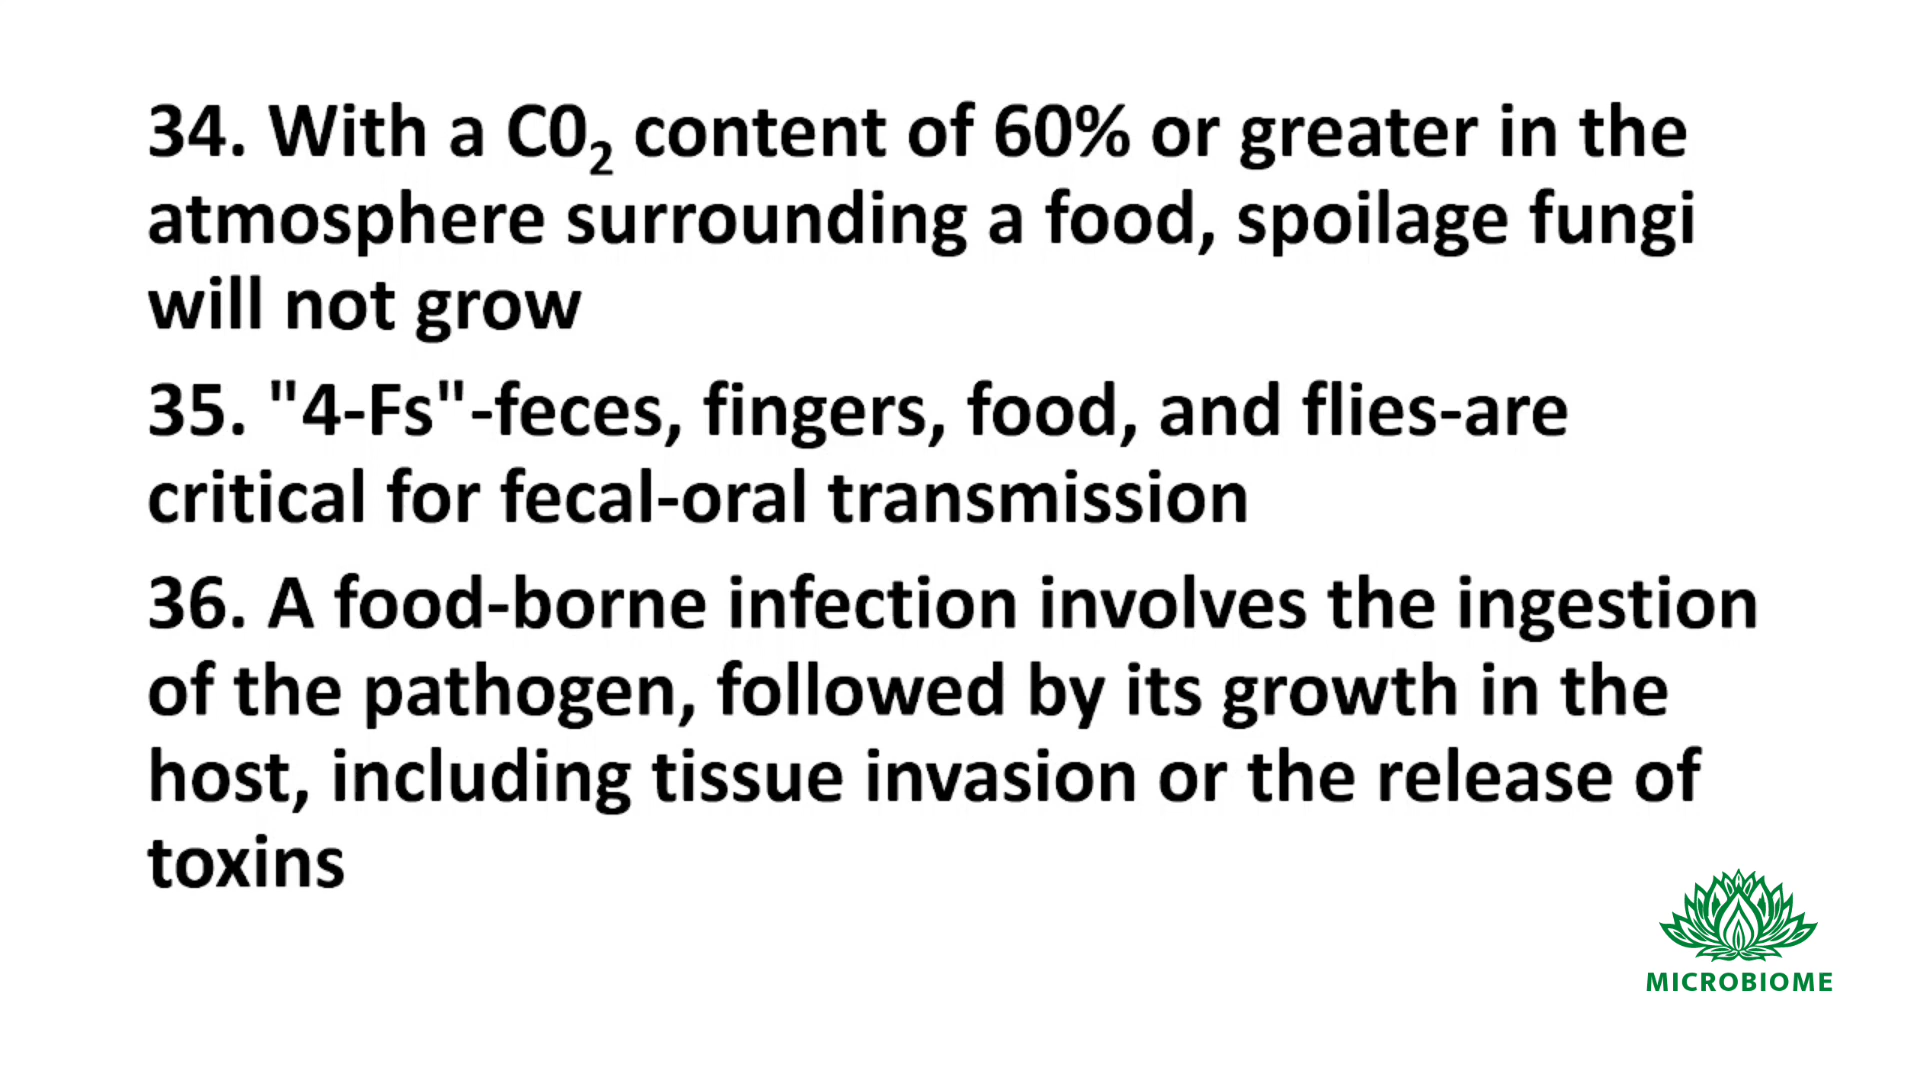 34. With a C0₂ content of 60% or greater in the
atmosphere surrounding a food, spoilage fungi
will not grow
35. "4-Fs"-feces, fingers, food, and flies-are
critical for fecal-oral transmission
36. A food-borne infection involves the ingestion
of the pathogen, followed by its growth in the
host, including tissue invasion or the release of
toxins
MICROBIOME